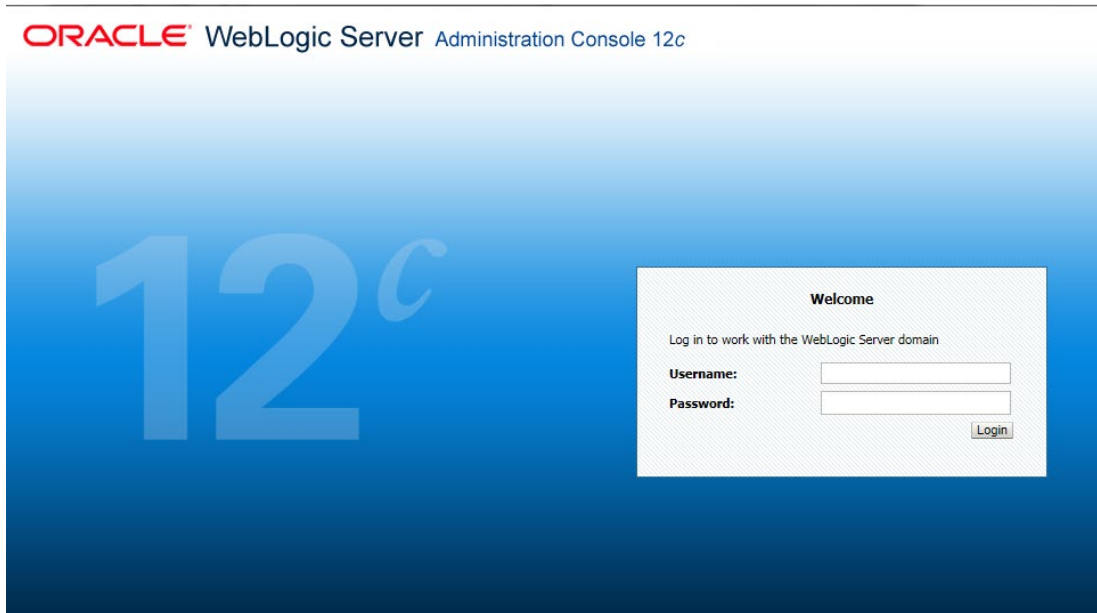 ORACLE® WebLogic Server Administration Console 12c
12c
Welcome
Log in to work with the WebLogic Server domain
Username:
Password:
Login